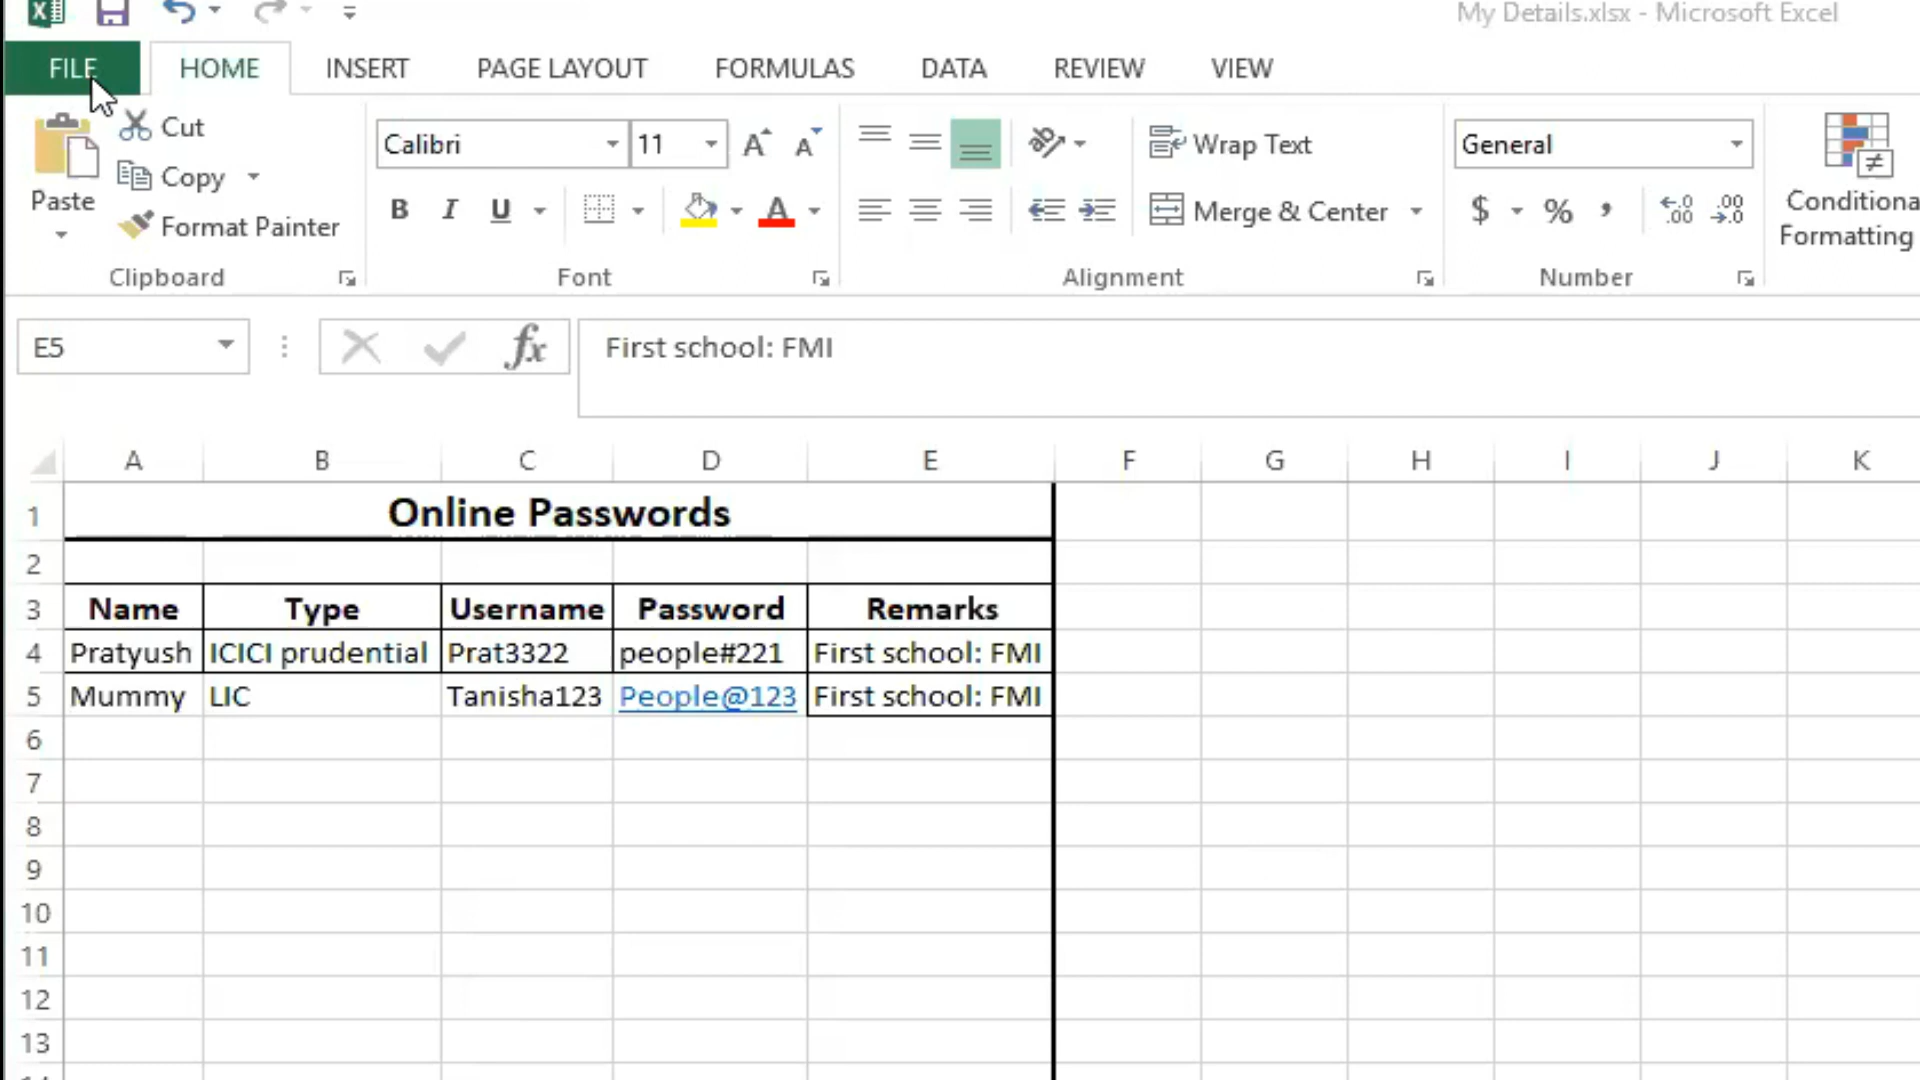 My Details.xlsx - Microsoft Excel
FILE HOME INSERT PAGE LAYOUT FORMULAS DATA REVIEW VIEW
Paste
Cut
Copy
Format Painter
Clipboard
Calibri 11
B I U A
Font
Wrap Text
Merge & Center
Alignment
General
$ % ,
Number
Conditiona
Formatting
E5 fx First school: FMI
A B C D E F G H I J K
1 Online Passwords
2
3 Name Type Username Password Remarks
4 Pratyush ICICI prudential Prat3322 people#221 First school: FMI
5 Mummy LIC Tanisha123 People@123 First school: FMI
6
7
8
9
10
11
12
13